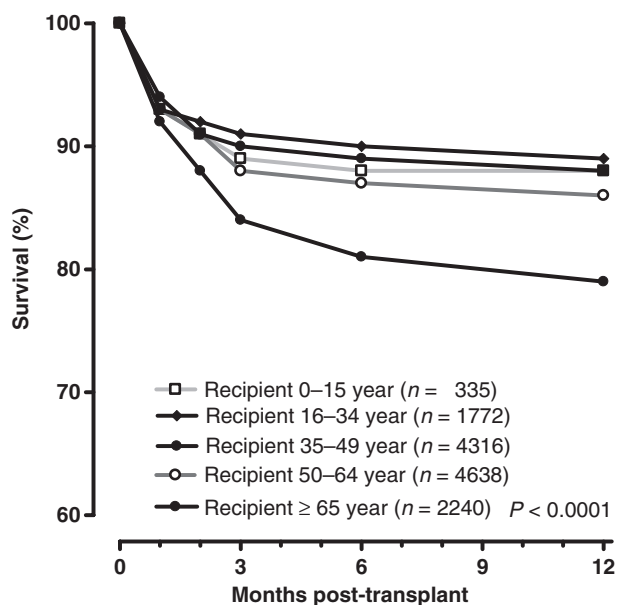 100
90
80
70
60
Survival (%)
Recipient 0–15 year (n = 335)
Recipient 16–34 year (n = 1772)
Recipient 35–49 year (n = 4316)
Recipient 50–64 year (n = 4638)
Recipient ≥ 65 year (n = 2240) P < 0.0001
0 3 6 9 12
Months post-transplant